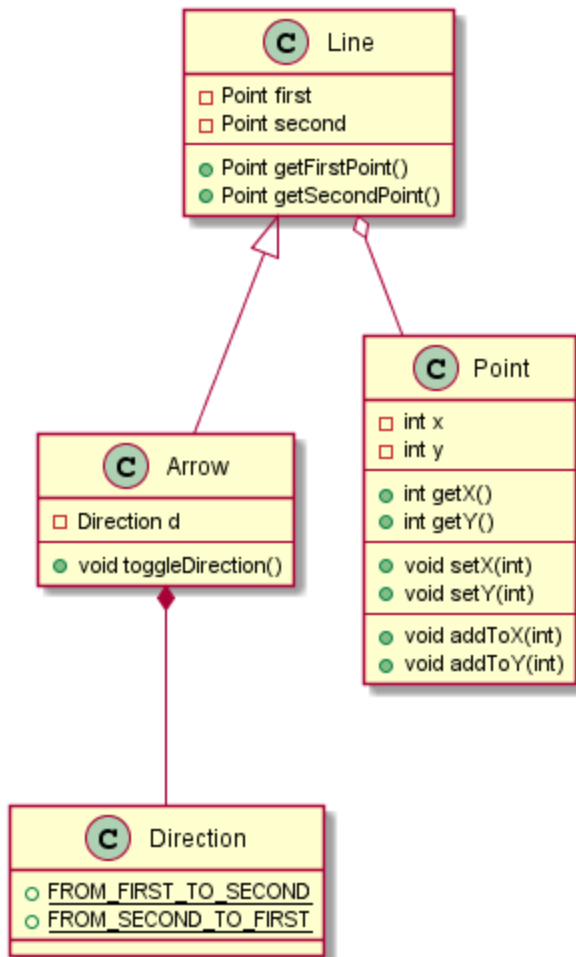 C Line
Point first
Point second
Point getFirstPoint()
Point getSecondPoint()
C Point
int x
int y
int getX()
int getY()
void setX(int)
void setY(int)
void addToX(int)
void addToY(int)
C Arrow
Direction d
void toggleDirection()
C Direction
FROM_FIRST_TO_SECOND
FROM_SECOND_TO_FIRST